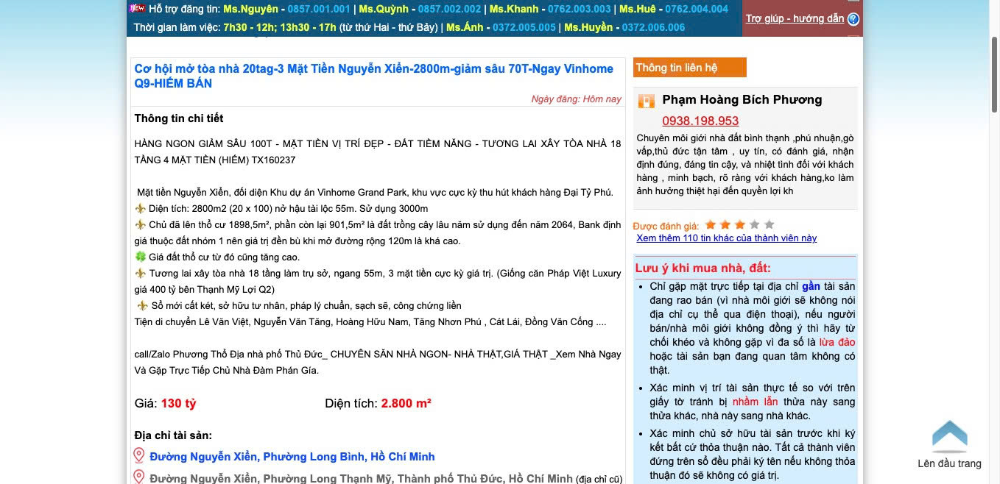 NEW Hỗ trợ đăng tin: Ms.Nguyên - 0857.001.001 | Ms.Quỳnh - 0857.002.002 | Ms.Khanh - 0762.003.003 | Ms.Huê - 0762.004.004
Thời gian làm việc: 7h30 - 12h; 13h30 - 17h (từ thứ Hai - thứ Bảy) | Ms.Ánh - 0372.005.005 | Ms.Huyền - 0372.006.006
Trợ giúp - hướng dẫn ?
Cơ hội mở tòa nhà 20tag-3 Mặt Tiền Nguyễn Xiển-2800m-giảm sâu 70T-Ngay Vinhome
Q9-HIẾM BÁN
Ngày đăng: Hôm nay
Thông tin chi tiết
HÀNG NGON GIẢM SÂU 100T - MẶT TIỀN VỊ TRÍ ĐẸP - ĐẤT TIỀM NĂNG - TƯƠNG LAI XÂY TÒA NHÀ 18
TẦNG 4 MẶT TIỀN (HIẾM) TX160237
Mặt tiền Nguyễn Xiển, đối diện Khu dự án Vinhome Grand Park, khu vực cực kỳ thu hút khách hàng Đại Tỷ Phú.
⚜️ Diện tích: 2800m2 (20 x 100) nở hậu tài lộc 55m. Sử dụng 3000m
⚜️ Chủ đã lên thổ cư 1898,5m², phần còn lại 901,5m² là đất trồng cây lâu năm sử dụng đến năm 2064, Bank định
giá thuộc đất nhóm 1 nên giá trị đền bù khi mở đường rộng 120m là khá cao.
🍀 Giá đất thổ cư từ đó cũng tăng cao.
⚜️ Tương lai xây tòa nhà 18 tầng làm trụ sở, ngang 55m, 3 mặt tiền cực kỳ giá trị. (Giống căn Pháp Việt Luxury
giá 400 tỷ bên Thạnh Mỹ Lợi Q2)
⚜️ Sổ mới cất két, sở hữu tư nhân, pháp lý chuẩn, sạch sẽ, công chứng liền
Tiện di chuyển Lê Văn Việt, Nguyễn Văn Tăng, Hoàng Hữu Nam, Tăng Nhơn Phú , Cát Lái, Đồng Văn Cống ....
call/Zalo Phương Thổ Địa nhà phố Thủ Đức_ CHUYÊN SĂN NHÀ NGON- NHÀ THẬT,GIÁ THẬT _Xem Nhà Ngay
Và Gặp Trực Tiếp Chủ Nhà Đàm Phán Gía.
Giá: 130 tỷ Diện tích: 2.800 m²
Địa chỉ tài sản:
Đường Nguyễn Xiển, Phường Long Bình, Hồ Chí Minh
Đường Nguyễn Xiển, Phường Long Thạnh Mỹ, Thành phố Thủ Đức, Hồ Chí Minh (địa chỉ cũ)
Thông tin liên hệ
Phạm Hoàng Bích Phương
0938.198.953
Chuyên môi giới nhà đất bình thạnh ,phú nhuận,gò
vấp,thủ đức tận tâm , uy tín, có đánh giá, nhận
định đúng, đáng tin cậy, và nhiệt tình đối với khách
hàng , minh bạch, rõ ràng với khách hàng,ko làm
ảnh hưởng thiệt hại đến quyền lợi kh
Được đánh giá:
Xem thêm 110 tin khác của thành viên này
Lưu ý khi mua nhà, đất:
• Chỉ gặp mặt trực tiếp tại địa chỉ gần tài sản
đang rao bán (vì nhà môi giới sẽ không nói
địa chỉ cụ thể qua điện thoại), nếu người
bán/nhà môi giới không đồng ý thì hãy từ
chối khéo và không gặp vì đa số là lừa đảo
hoặc tài sản bạn đang quan tâm không có
thật.
• Xác minh vị trí tài sản thực tế so với trên
giấy tờ tránh bị nhầm lẫn thửa này sang
thửa khác, nhà này sang nhà khác.
• Xác minh chủ sở hữu tài sản trước khi ký
kết bất cứ thỏa thuận nào. Tất cả thành viên
đứng trên sổ đều phải ký tên nếu không thỏa
thuận đó sẽ không có giá trị.
Lên đầu trang